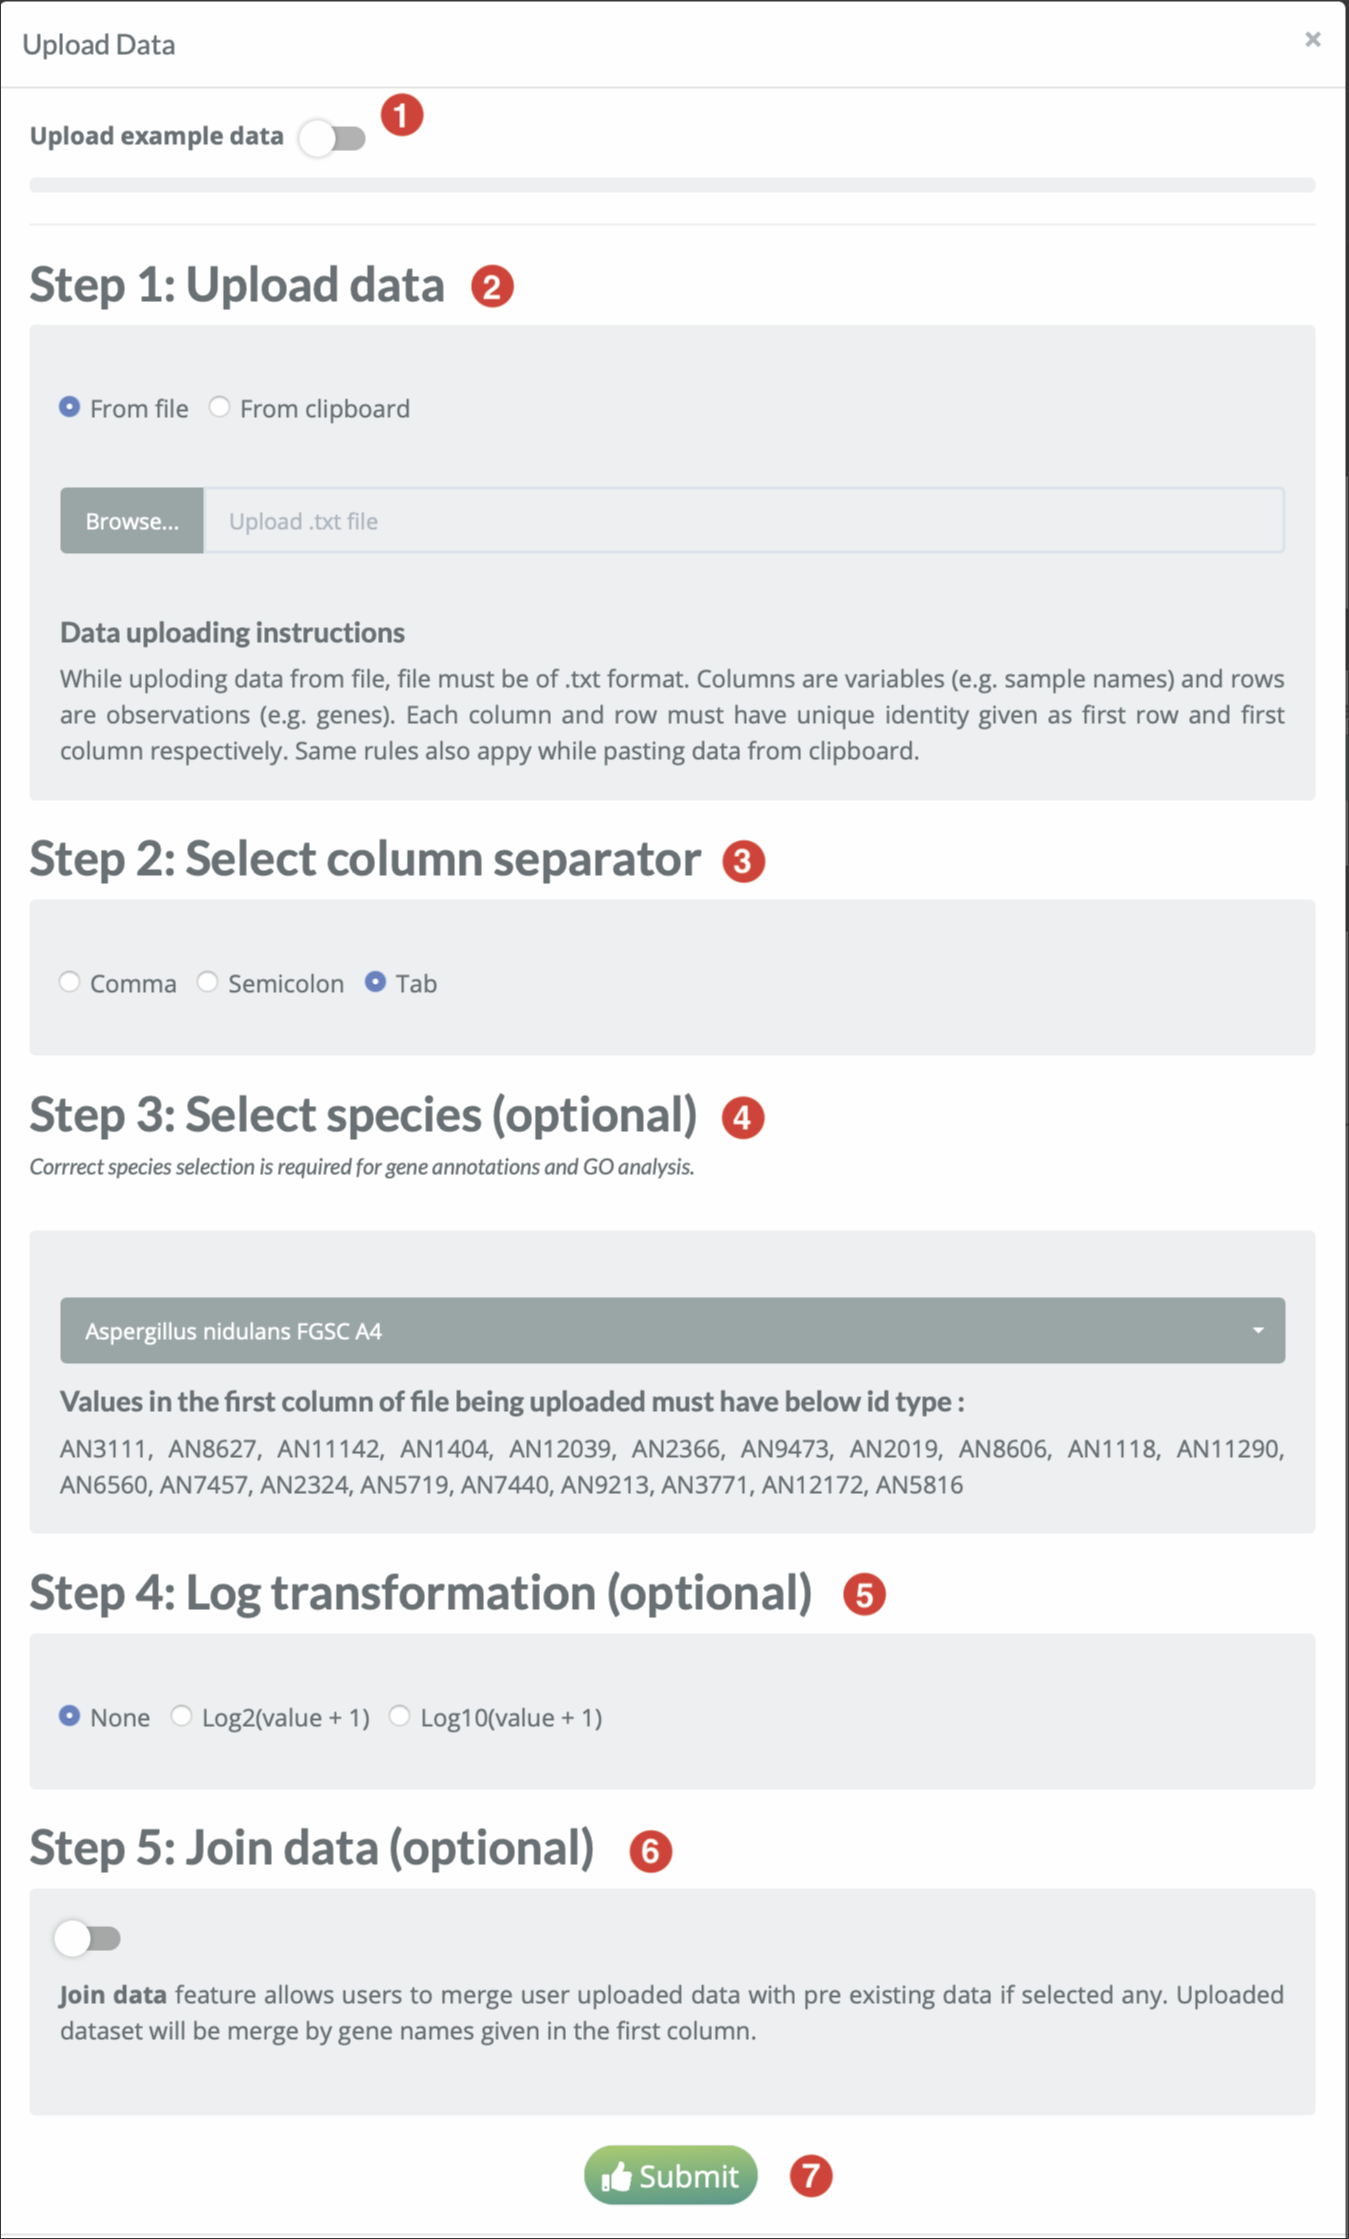 Upload Data
×
Upload example data
1
Step 1: Upload data 2
From file From clipboard
Browse... Upload .txt file
Data uploading instructions
While uploding data from file, file must be of .txt format. Columns are variables (e.g. sample names) and rows
are observations (e.g. genes). Each column and row must have unique identity given as first row and first
column respectively. Same rules also appy while pasting data from clipboard.
Step 2: Select column separator 3
Comma Semicolon Tab
Step 3: Select species (optional) 4
Corrrect species selection is required for gene annotations and GO analysis.
Aspergillus nidulans FGSC A4
Values in the first column of file being uploaded must have below id type :
AN3111, AN8627, AN11142, AN1404, AN12039, AN2366, AN9473, AN2019, AN8606, AN1118, AN11290,
AN6560, AN7457, AN2324, AN5719, AN7440, AN9213, AN3771, AN12172, AN5816
Step 4: Log transformation (optional) 5
None Log2(value + 1) Log10(value + 1)
Step 5: Join data (optional) 6
Join data feature allows users to merge user uploaded data with pre existing data if selected any. Uploaded
dataset will be merge by gene names given in the first column.
Submit 7